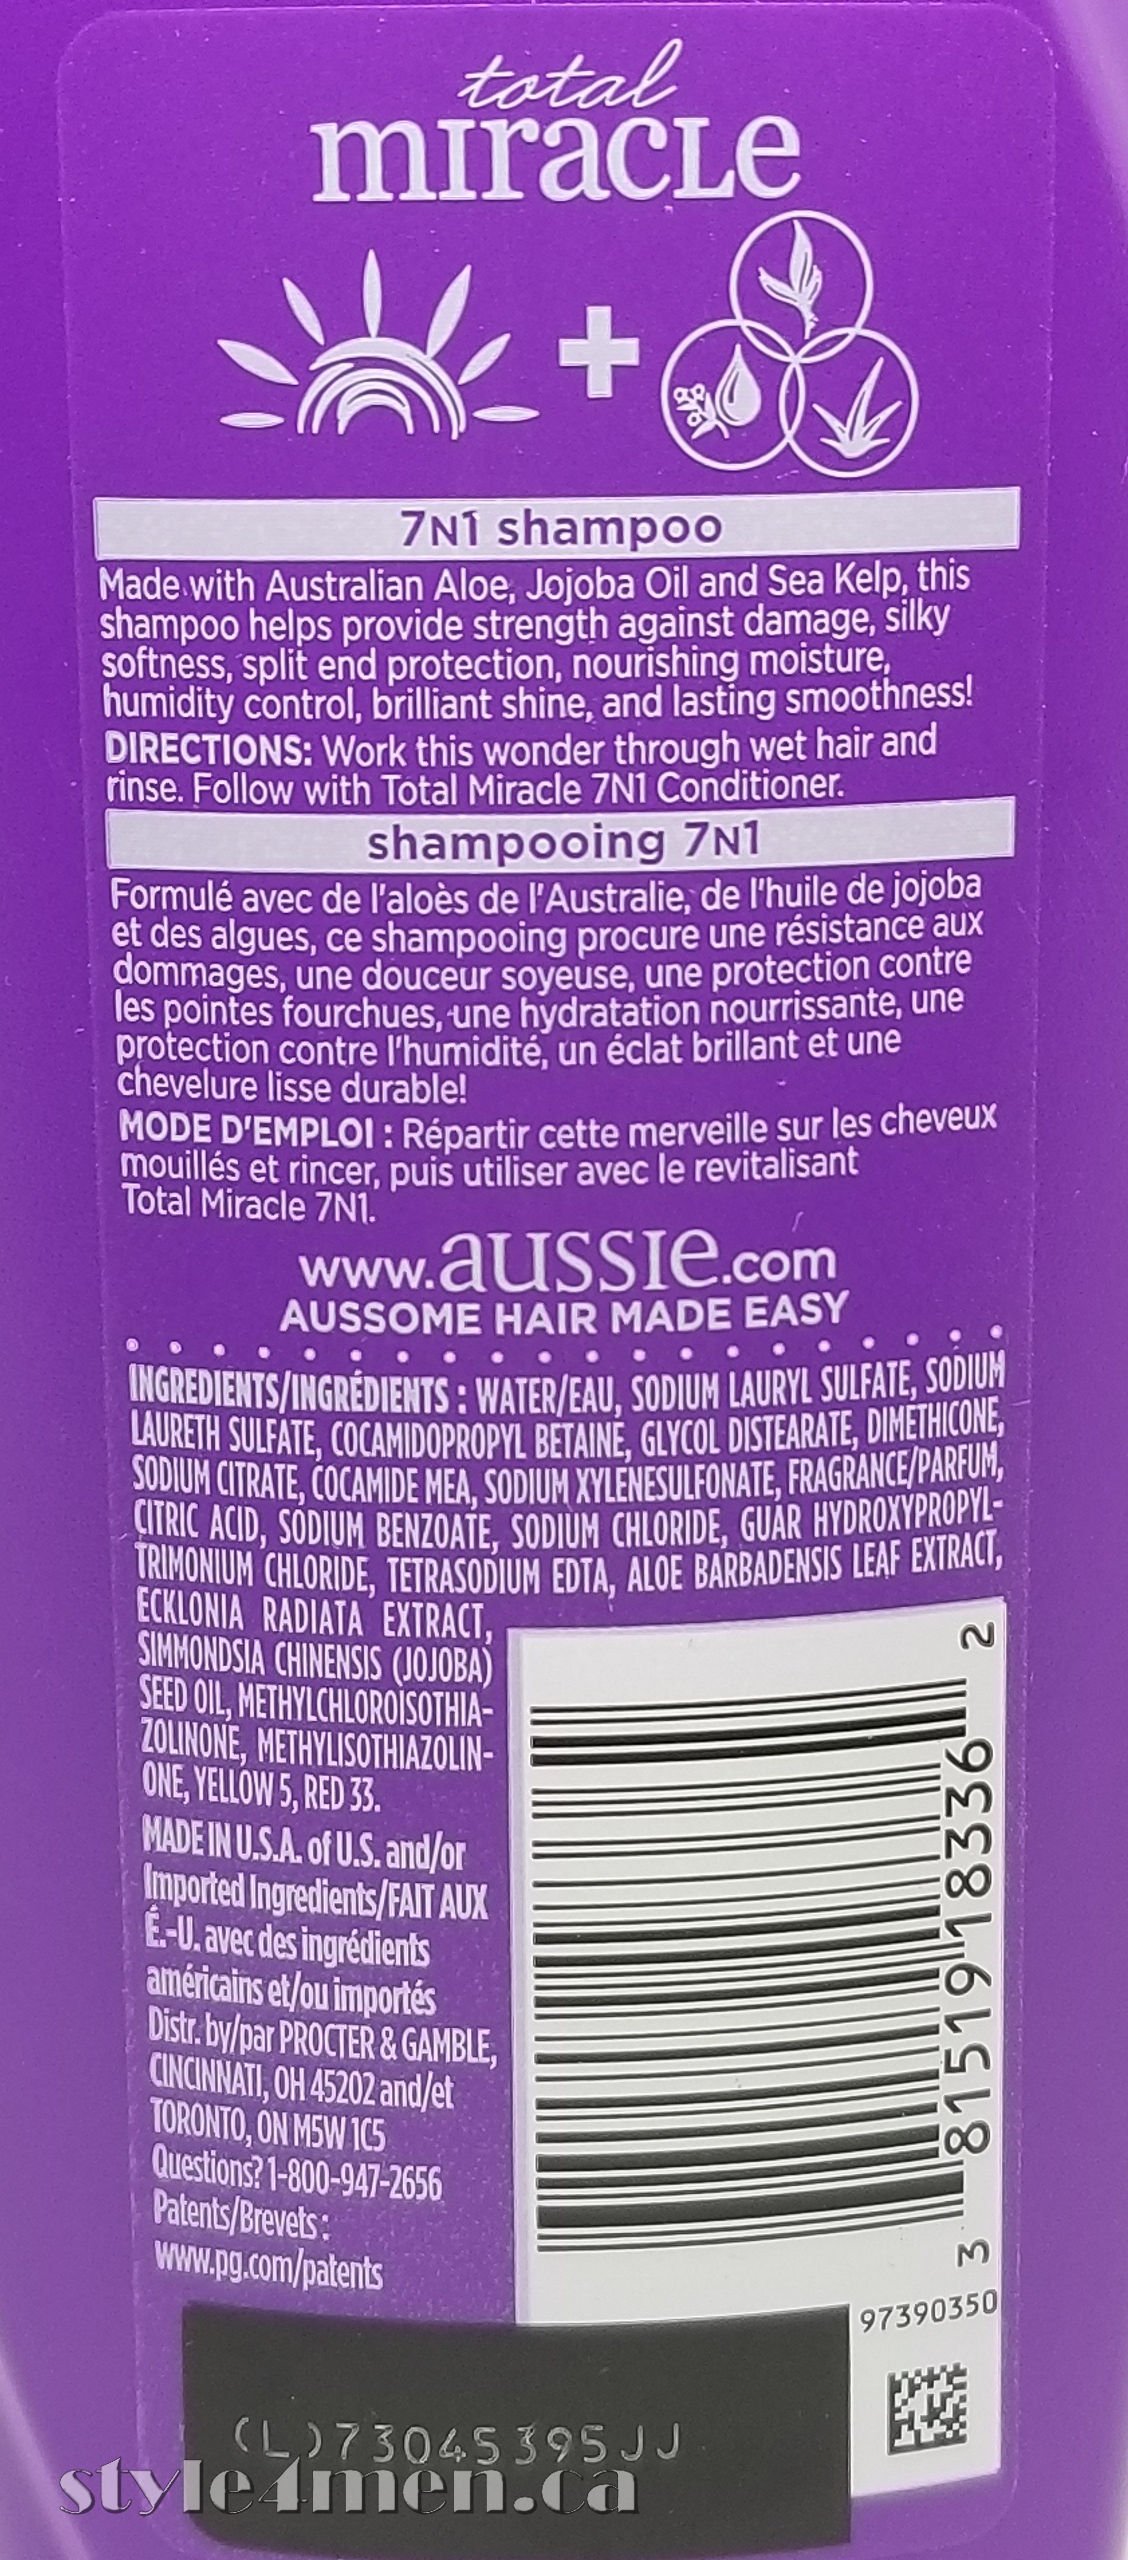 total
mIracLe
7N1 shampoo
Made with Australian Aloe, Jojoba Oil and Sea Kelp, this
shampoo helps provide strength against damage, silky
softness, split end protection, nourishing moisture,
humidity control, brilliant shine, and lasting smoothness!
DIRECTIONS: Work this wonder through wet hair and
rinse. Follow with Total Miracle 7N1 Conditioner.
shampooing 7N1
Formulé avec de l'aloès de l'Australie, de l'huile de jojoba
et des algues, ce shampooing procure une résistance aux
dommages, une douceur soyeuse, une protection contre
les pointes fourchues, une hydratation nourrissante, une
protection contre l'humidité, un éclat brillant et une
chevelure lisse durable!
MODE D'EMPLOI : Répartir cette merveille sur les cheveux
mouillés et rincer, puis utiliser avec le revitalisant
Total Miracle 7N1.
www.aussIe.com
AUSSOME HAIR MADE EASY
INGREDIENTS/INGRÉDIENTS : WATER/EAU, SODIUM LAURYL SULFATE, SODIUM
LAURETH SULFATE, COCAMIDOPROPYL BETAINE, GLYCOL DISTEARATE, DIMETHICONE,
SODIUM CITRATE, COCAMIDE MEA, SODIUM XYLENESULFONATE, FRAGRANCE/PARFUM,
CITRIC ACID, SODIUM BENZOATE, SODIUM CHLORIDE, GUAR HYDROXYPROPYL-
TRIMONIUM CHLORIDE, TETRASODIUM EDTA, ALOE BARBADENSIS LEAF EXTRACT,
ECKLONIA RADIATA EXTRACT,
SIMMONDSIA CHINENSIS (JOJOBA)
SEED OIL, METHYLCHLOROISOTHIA-
ZOLINONE, METHYLISOTHIAZOLIN-
ONE, YELLOW 5, RED 33.
MADE IN U.S.A. of U.S. and/or
Imported Ingredients/FAIT AUX
É.-U. avec des ingrédients
américains et/ou importés
Distr. by/par PROCTER & GAMBLE,
CINCINNATI, OH 45202 and/et
TORONTO, ON M5W 1C5
Questions? 1-800-947-2656
Patents/Brevets :
www.pg.com/patents
3 81519 18336 2
97390350
(L)73045395JJ
style4men.ca